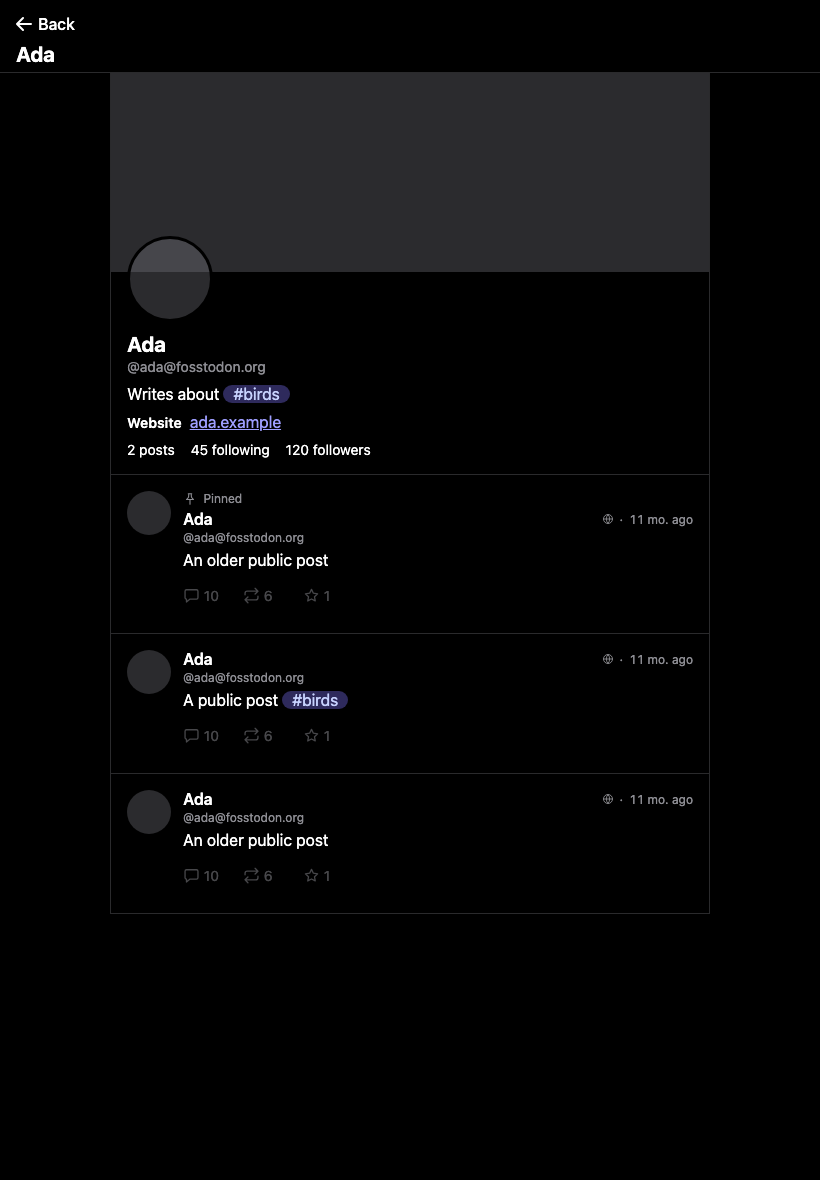 Back
Ada
Ada
@ada@fosstodon.org
Writes about #birds
Website ada.example
2 posts 45 following 120 followers
Pinned
Ada · 11 mo. ago
@ada@fosstodon.org
An older public post
10 6 1
Ada · 11 mo. ago
@ada@fosstodon.org
A public post #birds
10 6 1
Ada · 11 mo. ago
@ada@fosstodon.org
An older public post
10 6 1